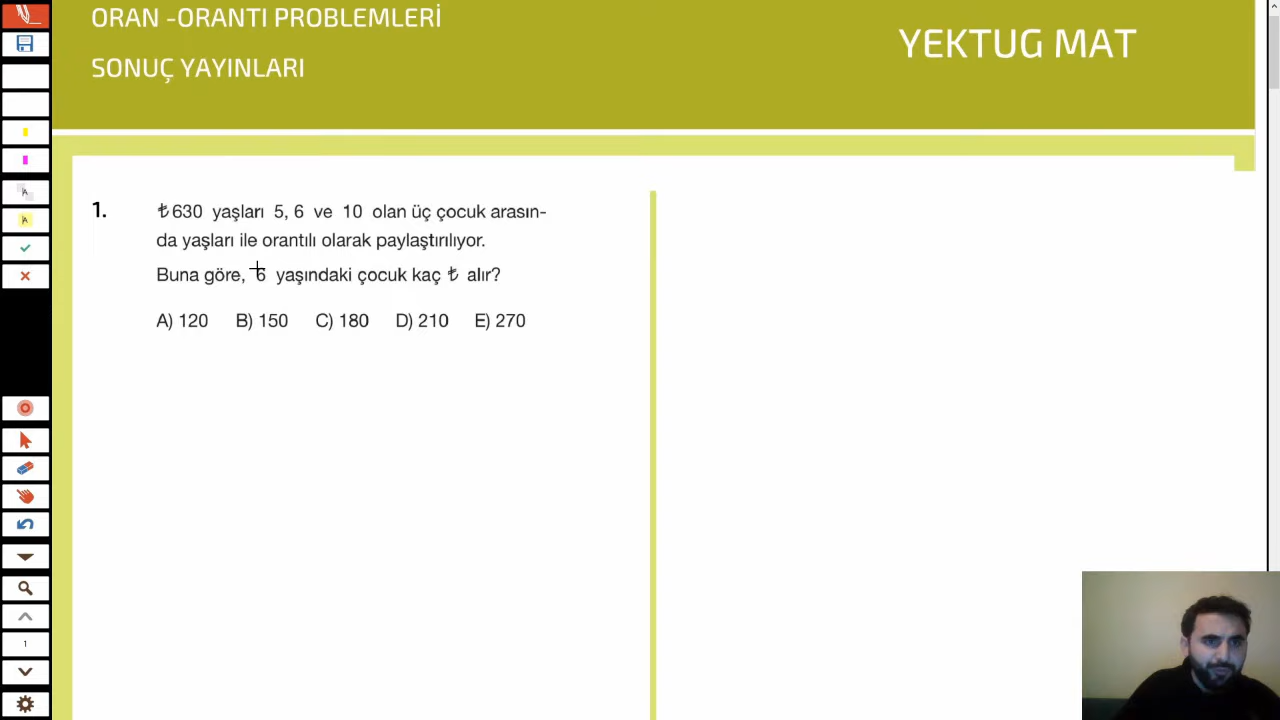 ORAN -ORANTI PROBLEMLERİ
YEKTUG MAT
SONUÇ YAYINLARI
1. ₺630 yaşları 5, 6 ve 10 olan üç çocuk arasın-
da yaşları ile orantılı olarak paylaştırılıyor.
Buna göre, 6 yaşındaki çocuk kaç ₺ alır?
A) 120 B) 150 C) 180 D) 210 E) 270
A
A
1